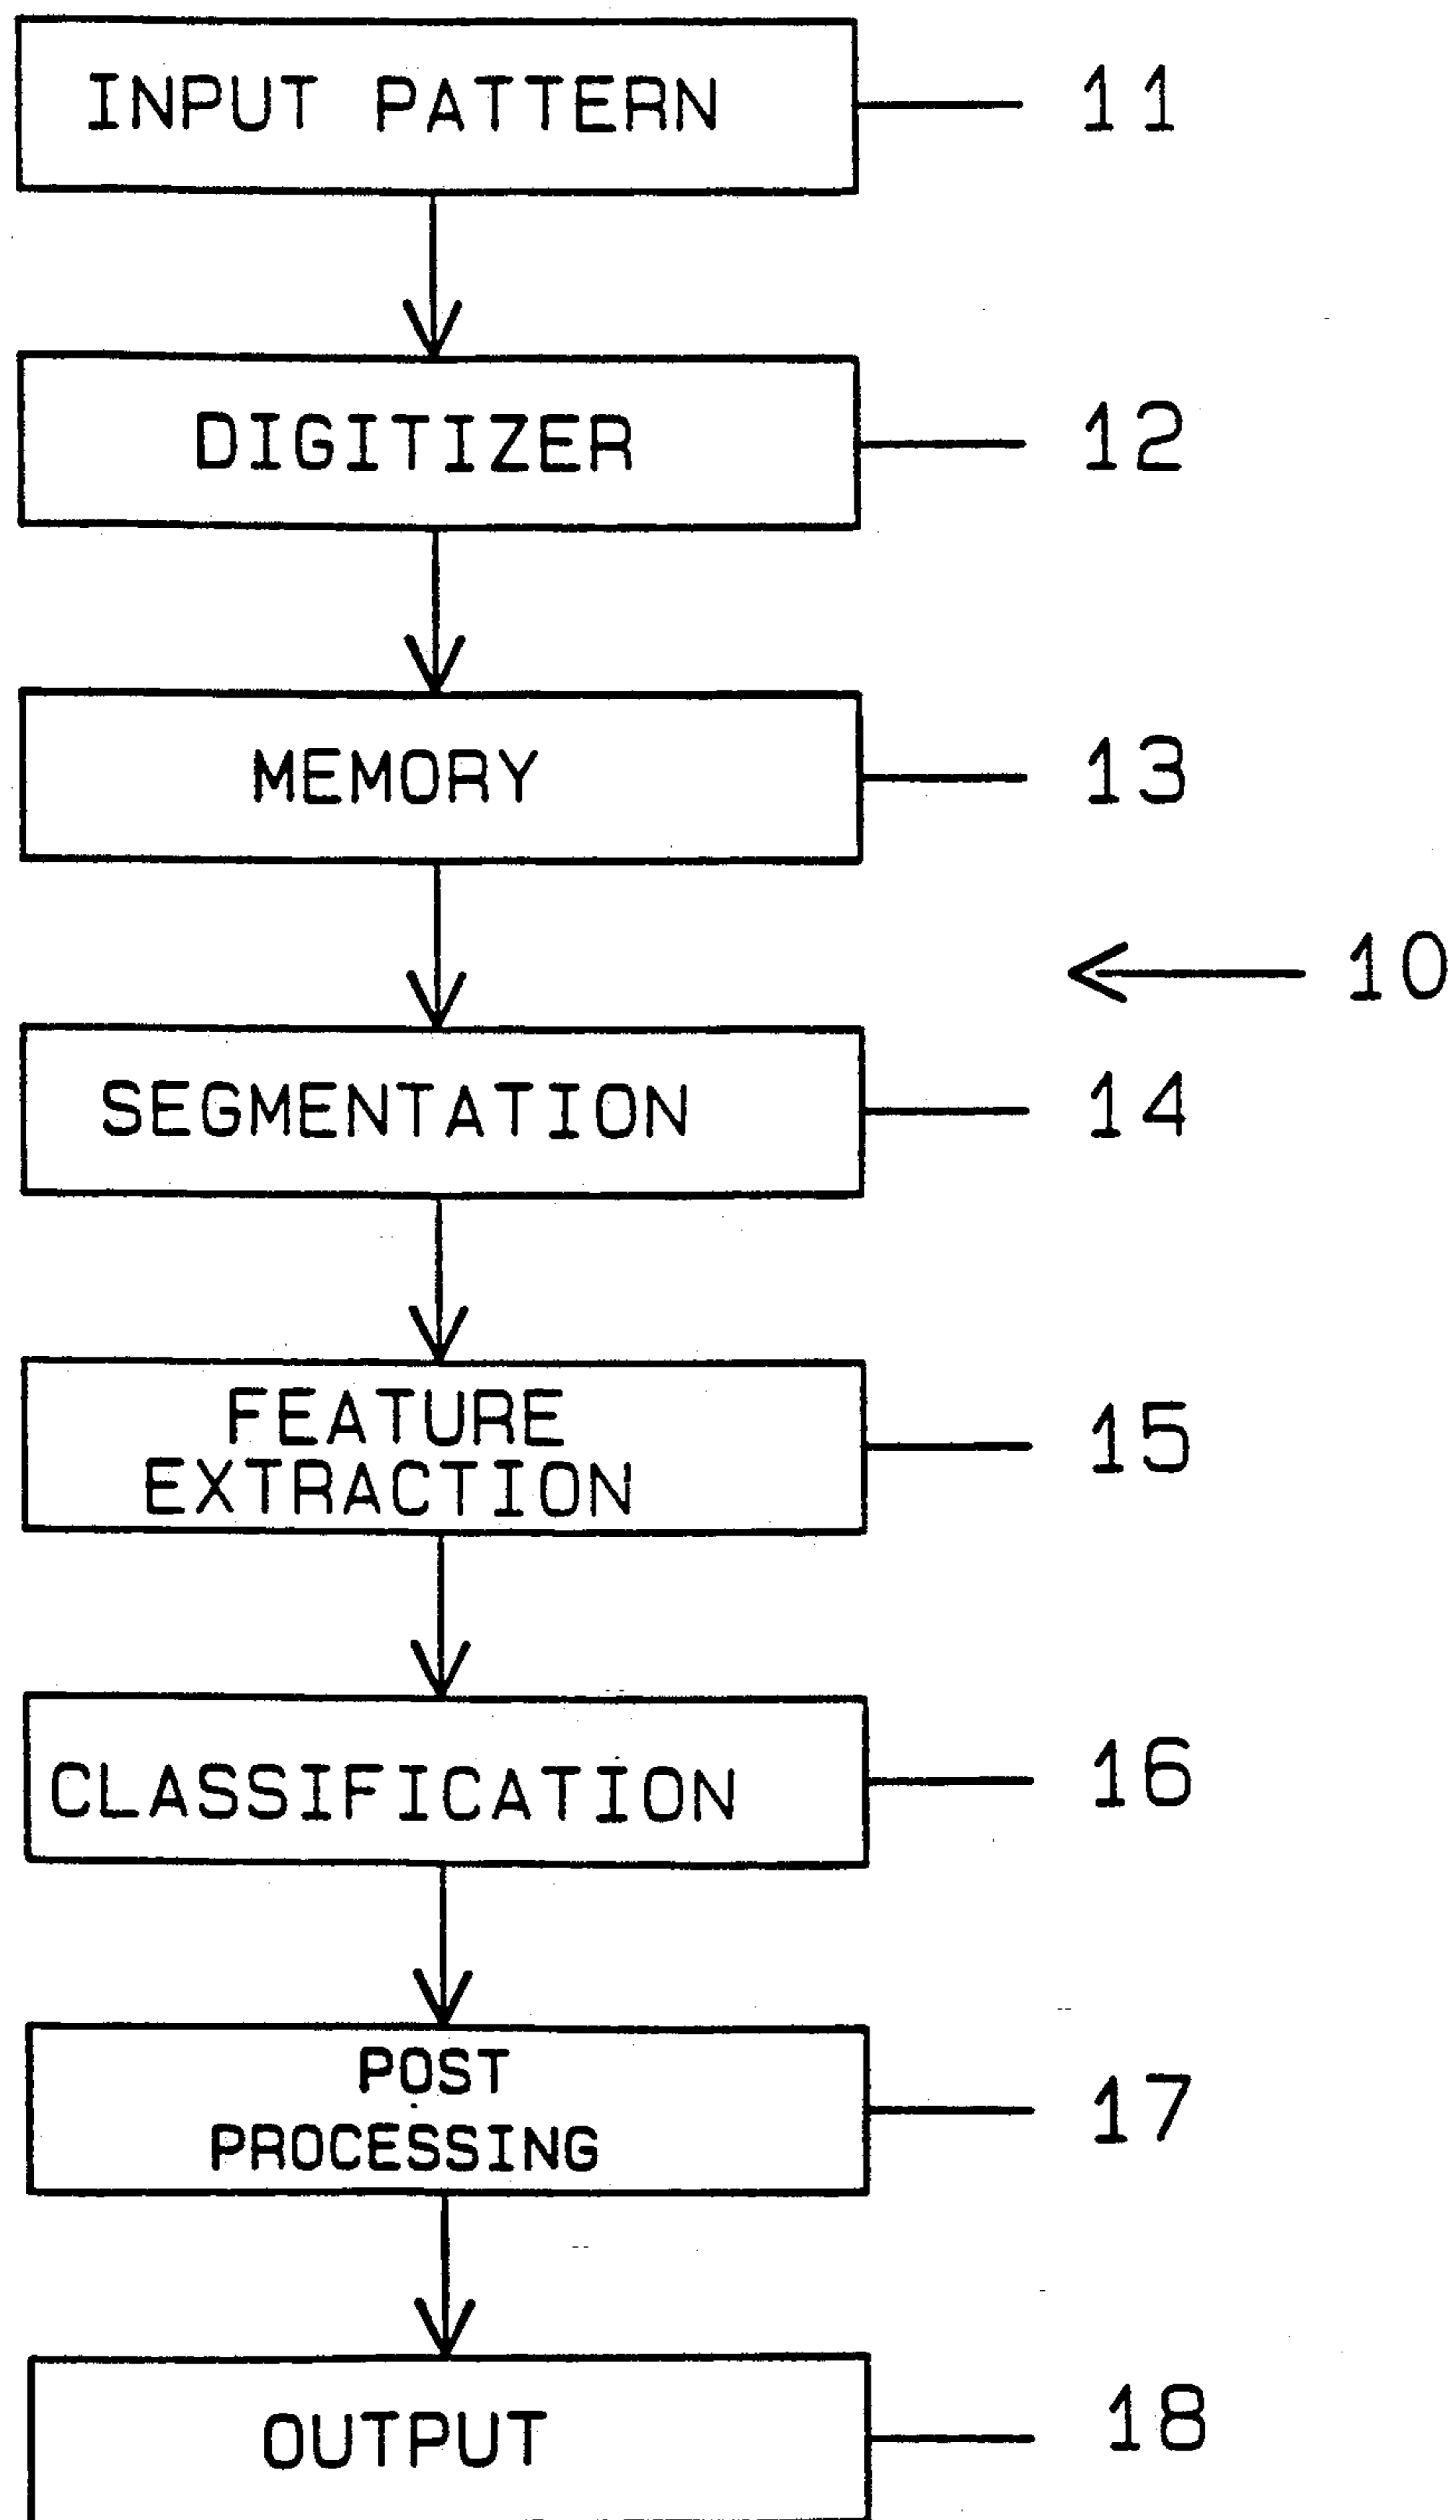 INPUT PATTERN 11
DIGITIZER 12
MEMORY 13
10
SEGMENTATION 14
FEATURE
EXTRACTION 15
CLASSIFICATION 16
POST
PROCESSING 17
OUTPUT 18